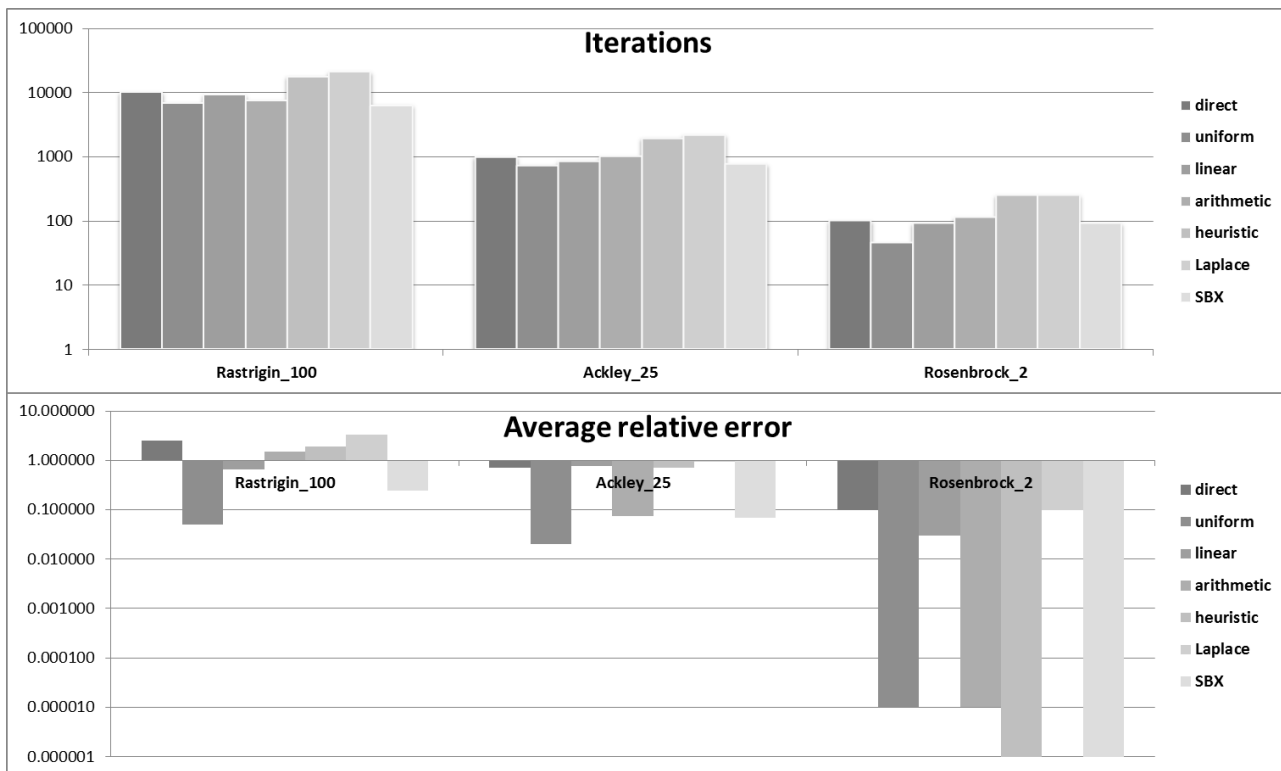 Iterations
100000
10000
1000
100
10
1
Rastrigin_100
Ackley_25
Rosenbrock_2
direct
uniform
linear
arithmetic
heuristic
Laplace
SBX
Average relative error
10.000000
1.000000
0.100000
0.010000
0.001000
0.000100
0.000010
0.000001
Rastrigin_100
Ackley_25
Rosenbrock_2
direct
uniform
linear
arithmetic
heuristic
Laplace
SBX